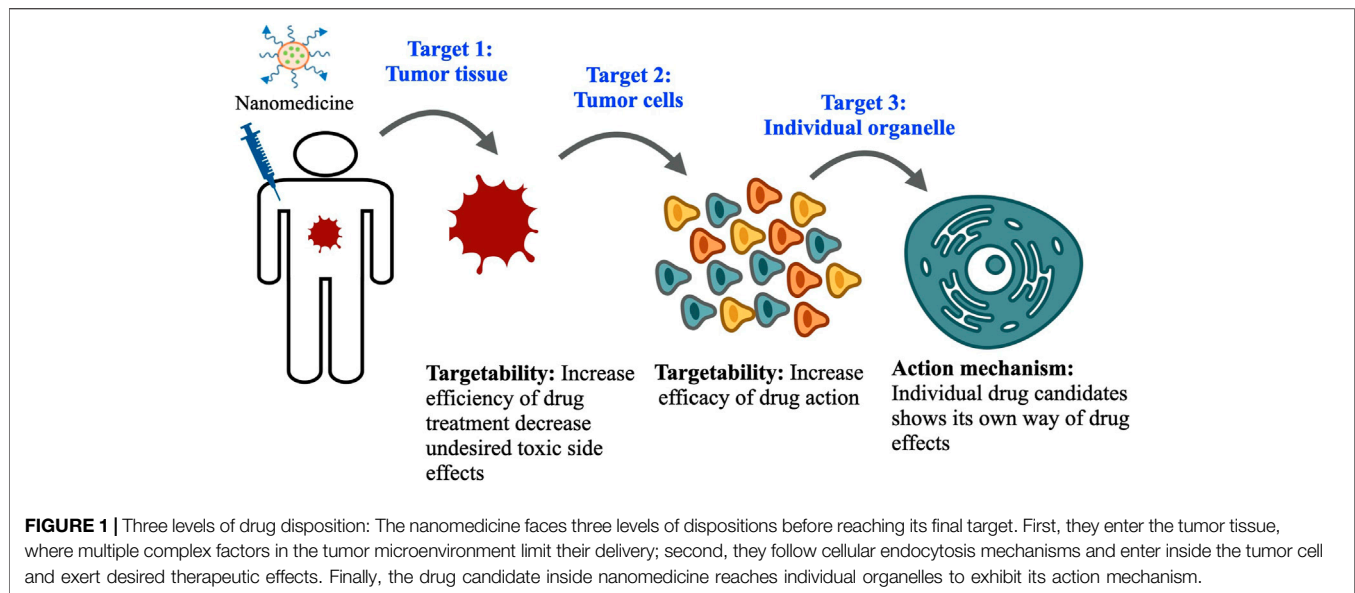 Nanomedicine
Target 1:
Tumor tissue
Target 2:
Tumor cells
Target 3:
Individual organelle
Targetability: Increase
efficiency of drug
treatment decrease
undesired toxic side
effects
Targetability: Increase
efficacy of drug action
Action mechanism:
Individual drug candidates
shows its own way of drug
effects
FIGURE 1 | Three levels of drug disposition: The nanomedicine faces three levels of dispositions before reaching its final target. First, they enter the tumor tissue,
where multiple complex factors in the tumor microenvironment limit their delivery; second, they follow cellular endocytosis mechanisms and enter inside the tumor cell
and exert desired therapeutic effects. Finally, the drug candidate inside nanomedicine reaches individual organelles to exhibit its action mechanism.